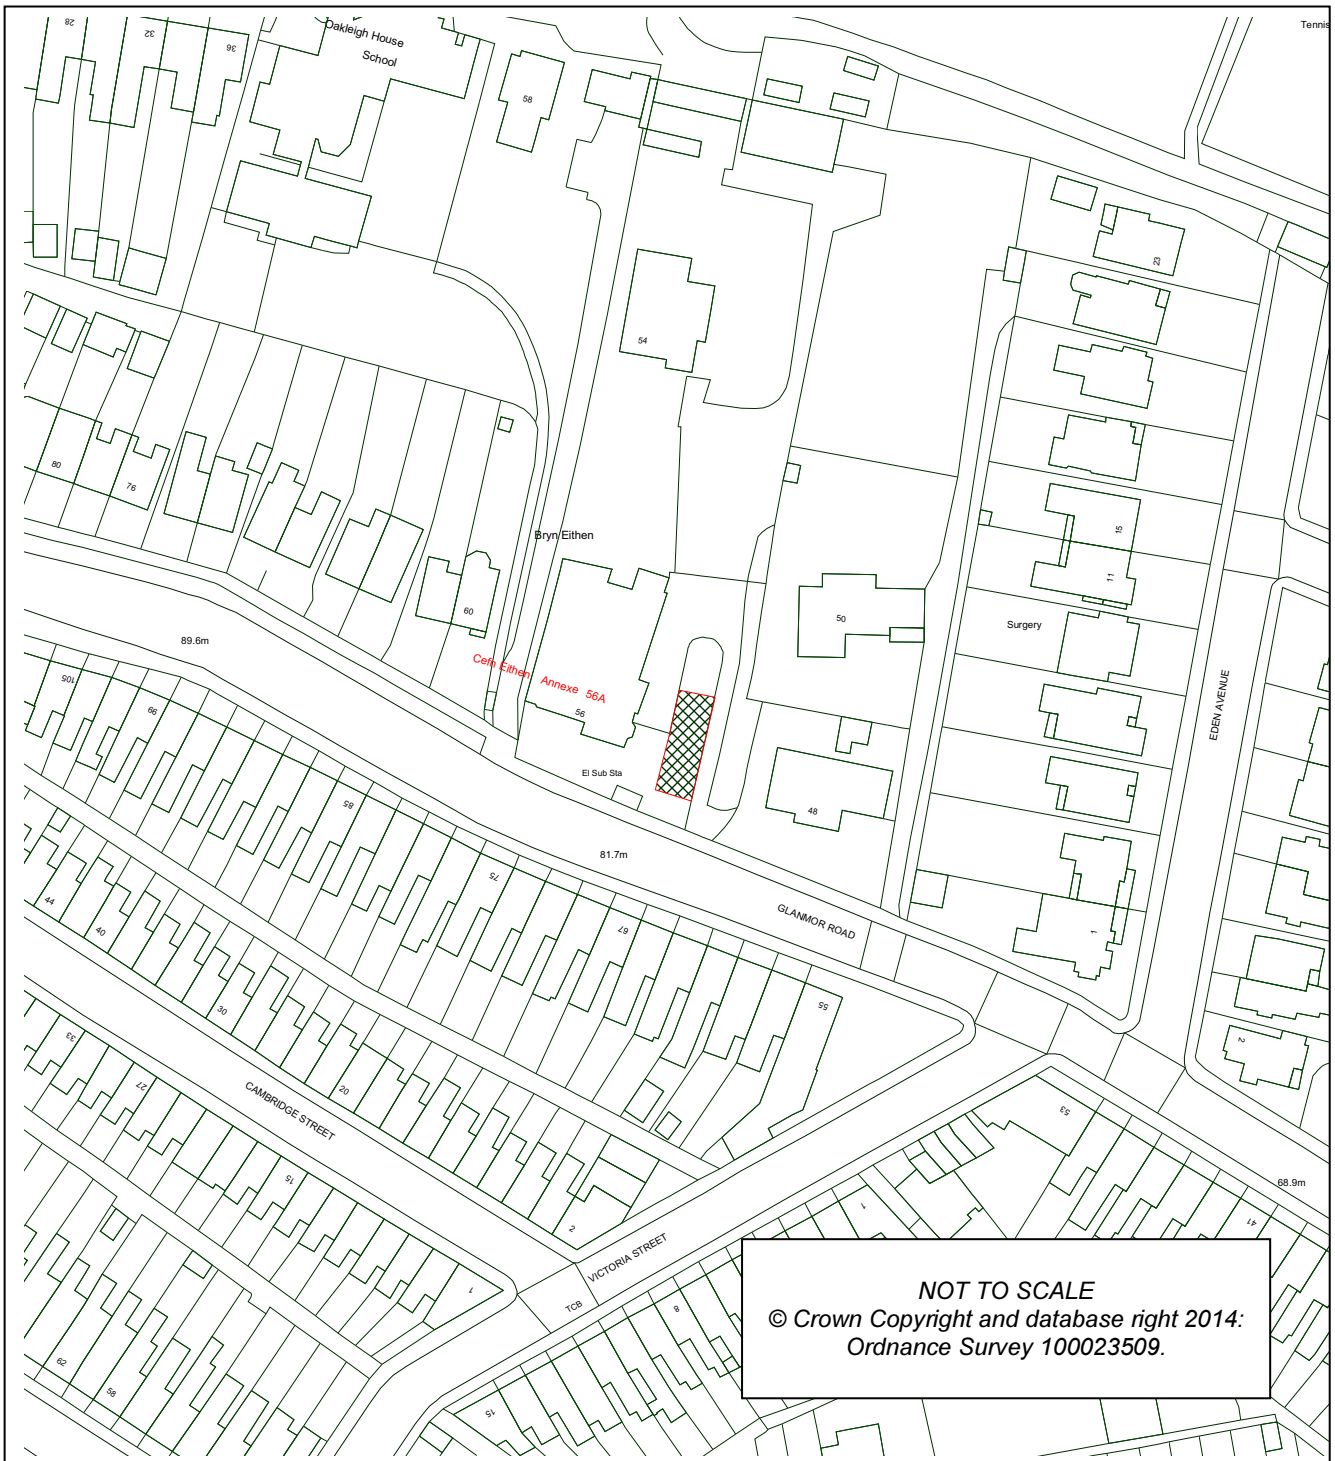 Tennis
28
32
36
Oakleigh House
School
58
23
54
80
76
15
Bryn Eithen
11
60
50
Surgery
89.6m
Cefn Eithen Annexe 56A
105
99
56
EDEN AVENUE
El Sub Sta
85
48
81.7m
75
44
40
67
GLANMOR ROAD
1
30
55
33
20
2
27
CAMBRIDGE STREET
53
15
68.9m
1
41
2
VICTORIA STREET
1
TCB
8
62
58
15
NOT TO SCALE
© Crown Copyright and database right 2014:
Ordnance Survey 100023509.